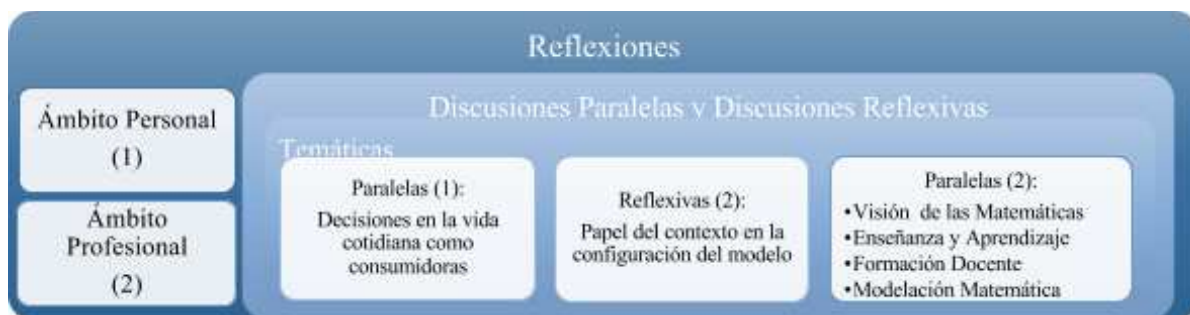 Reflexiones
Ámbito Personal
(1)
Ámbito
Profesional
(2)
Discusiones Paralelas y Discusiones Reflexivas
Temáticas
Paralelas (1):
Decisiones en la vida
cotidiana como
consumidoras
Reflexivas (2):
Papel del contexto en la
configuración del modelo
Paralelas (2):
•Visión de las Matemáticas
•Enseñanza y Aprendizaje
•Formación Docente
•Modelación Matemática